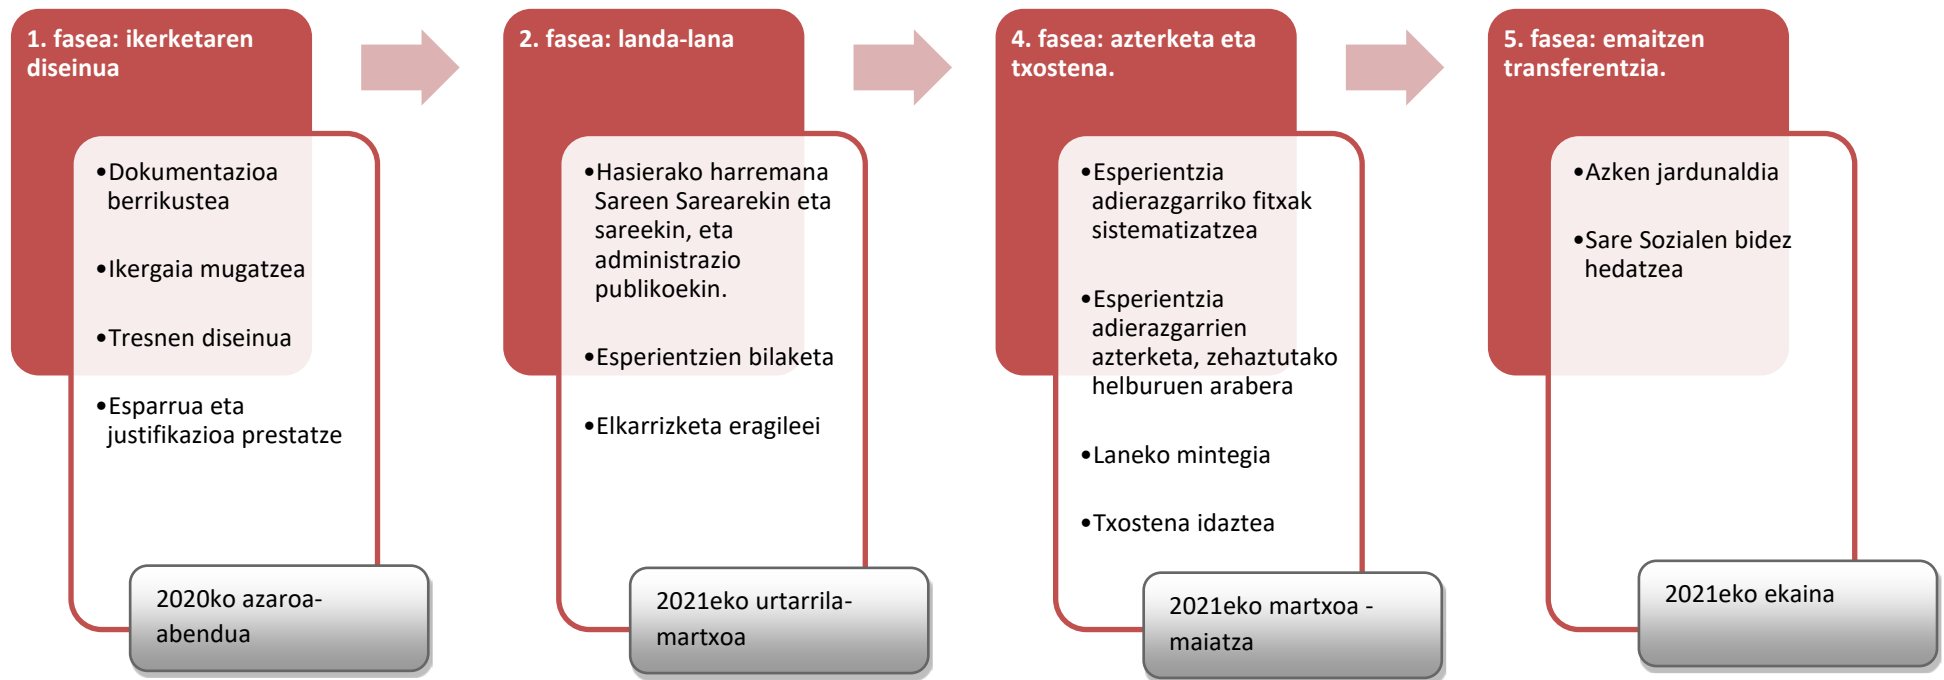 1. fasea: ikerketaren
diseinua
•Dokumentazioa
berrikustea
•Ikergaia mugatzea
•Tresnen diseinua
•Esparrua eta
justifikazioa prestatze
2020ko azaroa-
abendua
2. fasea: landa-lana
•Hasierako harremana
Sareen Sarearekin eta
sareekin, eta
administrazio
publikoekin.
•Esperientzien bilaketa
•Elkarrizketa eragileei
2021eko urtarrila-
martxoa
4. fasea: azterketa eta
txostena.
•Esperientzia
adierazgarriko fitxak
sistematizatzea
•Esperientzia
adierazgarrien
azterketa, zehaztutako
helburuen arabera
•Laneko mintegia
•Txostena idaztea
2021eko martxoa -
maiatza
5. fasea: emaitzen
transferentzia.
•Azken jardunaldia
•Sare Sozialen bidez
hedatzea
2021eko ekaina